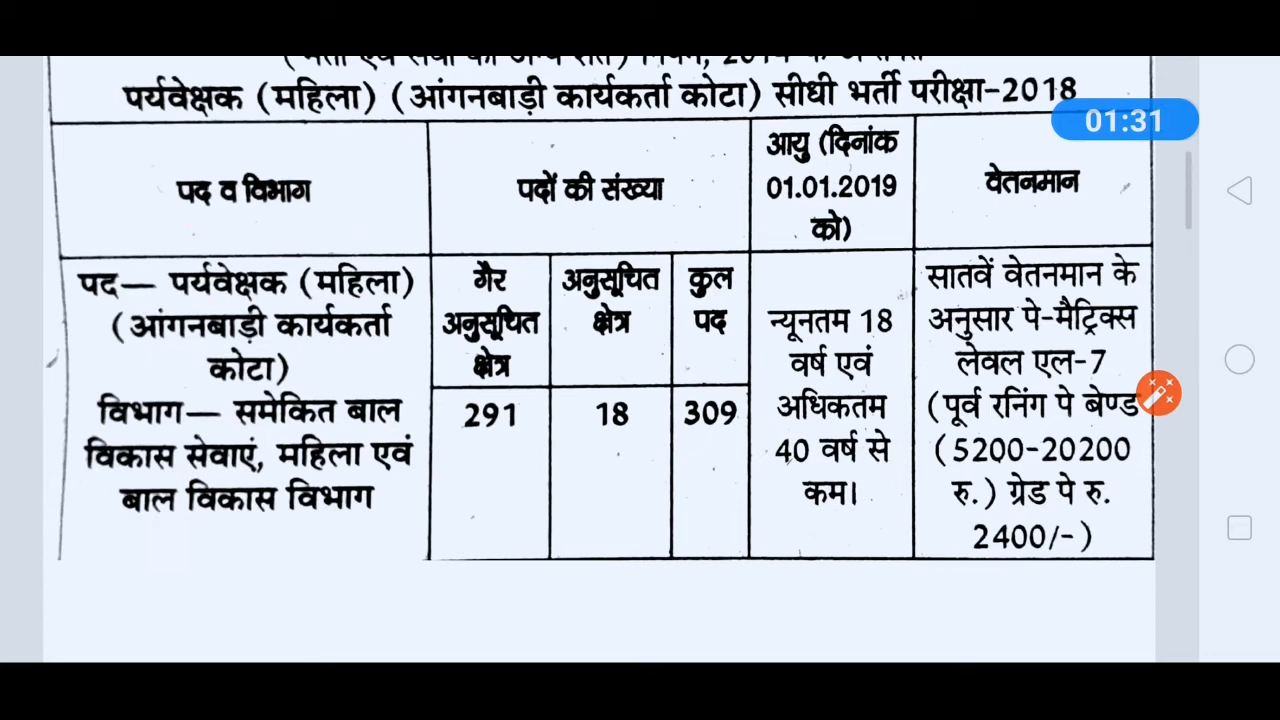 पर्यवेक्षक (महिला) (आंगनबाड़ी कार्यकर्ता कोटा) सीधी भर्ती परीक्षा-2018
01:31
पद व विभाग
पदों की संख्या
आयु (दिनांक
01.01.2019
को)
वेतनमान
पद— पर्यवेक्षक (महिला)
(आंगनबाड़ी कार्यकर्ता
कोटा)
विभाग— समेकित बाल
विकास सेवाएं, महिला एवं
बाल विकास विभाग
गैर
अनुसूचित
क्षेत्र
291
अनुसूचित
क्षेत्र
18
कुल
पद
309
न्यूनतम 18
वर्ष एवं
अधिकतम
40 वर्ष से
कम।
सातवें वेतनमान के
अनुसार पे-मैट्रिक्स
लेवल एल-7
(पूर्व रनिंग पे बेण्ड
(5200-20200
रु.) ग्रेड पे रु.
2400/-)